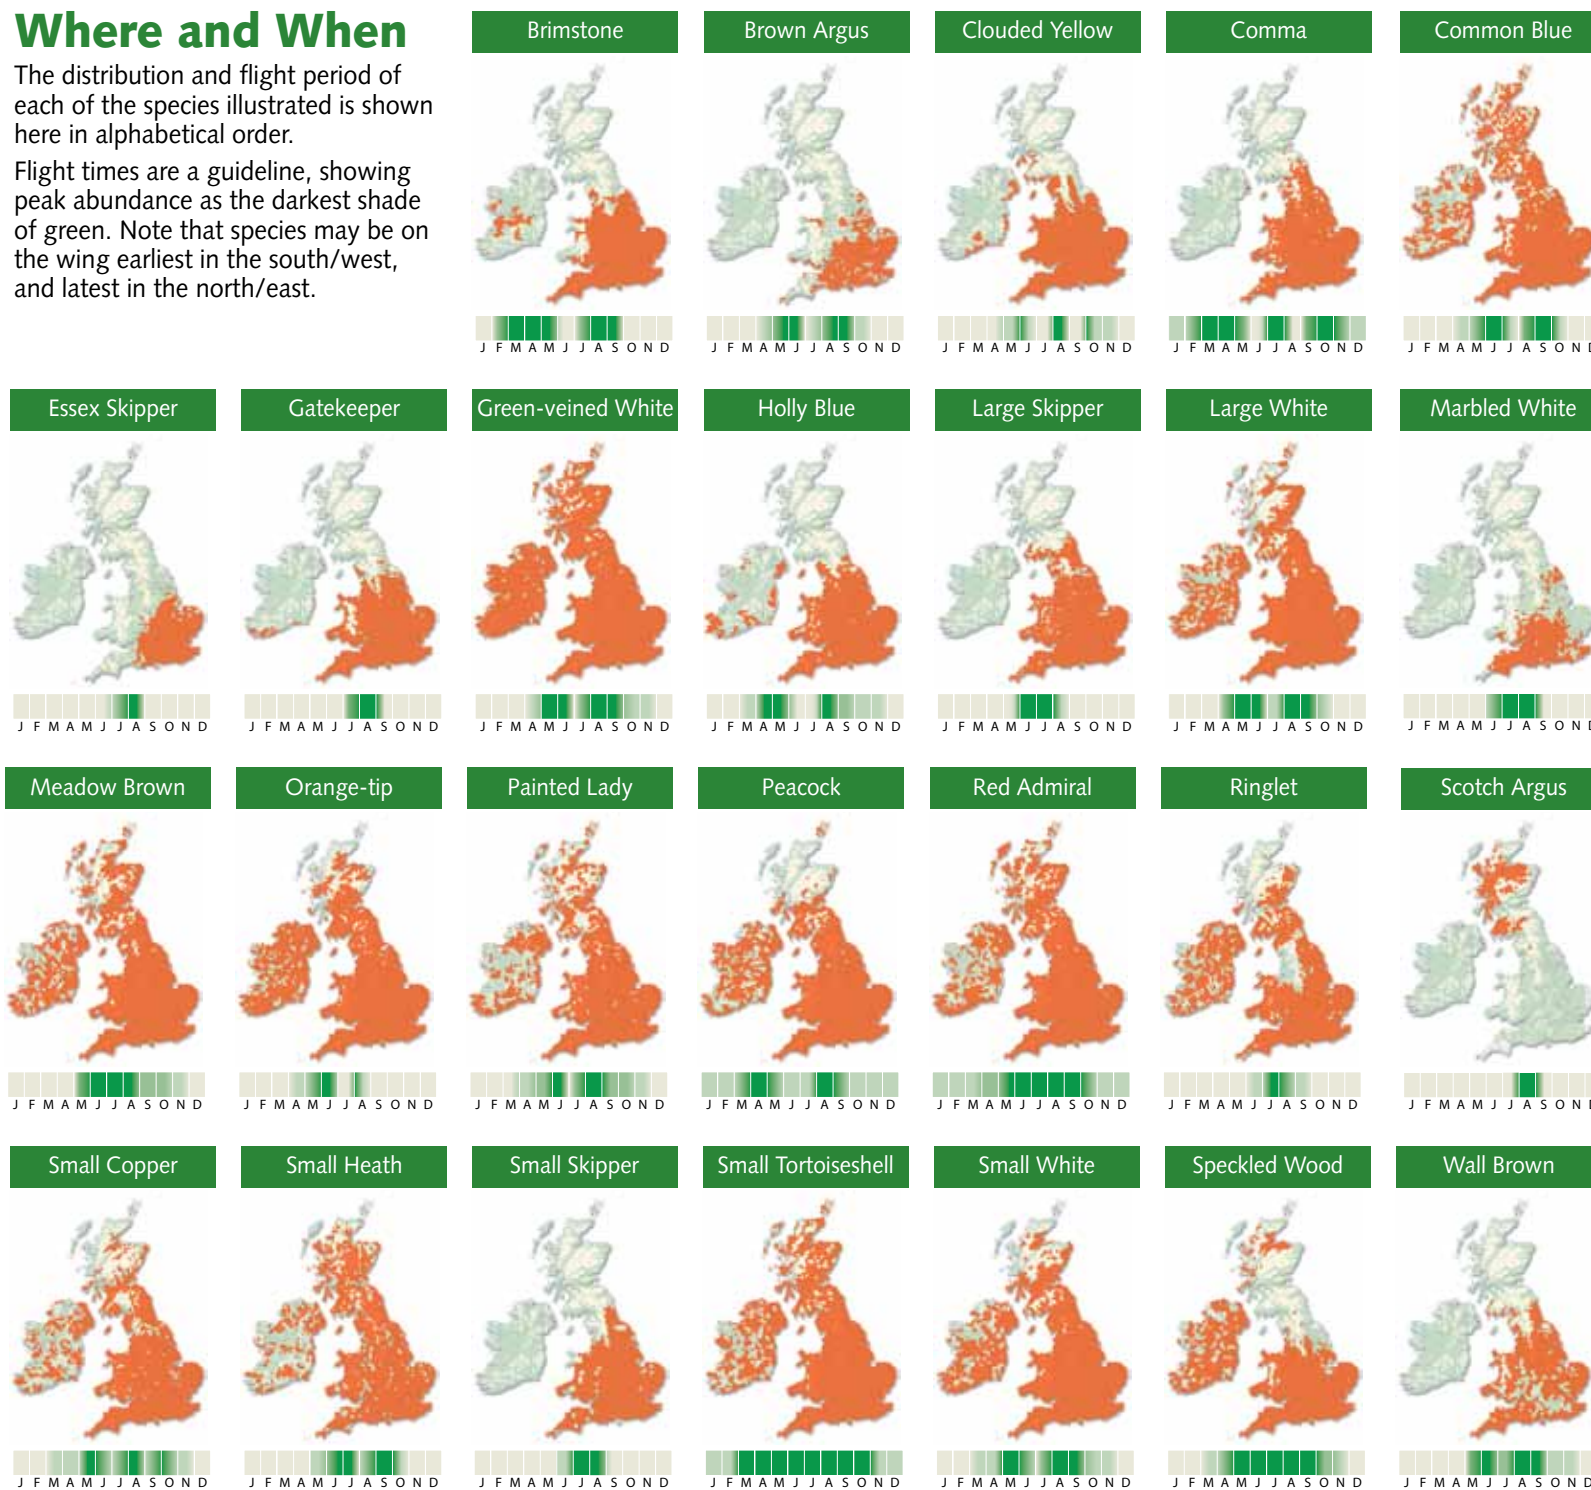 Where and When
The distribution and flight period of
each of the species illustrated is shown
here in alphabetical order.
Flight times are a guideline, showing
peak abundance as the darkest shade
of green. Note that species may be on
the wing earliest in the south/west,
and latest in the north/east.
Brimstone
Brown Argus
Clouded Yellow
Comma
Common Blue
J F M A M J J A S O N D
J F M A M J J A S O N D
J F M A M J J A S O N D
J F M A M J J A S O N D
J F M A M J J A S O N D
Essex Skipper
Gatekeeper
Green-veined White
Holly Blue
Large Skipper
Large White
Marbled White
J F M A M J J A S O N D
J F M A M J J A S O N D
J F M A M J J A S O N D
J F M A M J J A S O N D
J F M A M J J A S O N D
J F M A M J J A S O N D
J F M A M J J A S O N D
Meadow Brown
Orange-tip
Painted Lady
Peacock
Red Admiral
Ringlet
Scotch Argus
J F M A M J J A S O N D
J F M A M J J A S O N D
J F M A M J J A S O N D
J F M A M J J A S O N D
J F M A M J J A S O N D
J F M A M J J A S O N D
J F M A M J J A S O N D
Small Copper
Small Heath
Small Skipper
Small Tortoiseshell
Small White
Speckled Wood
Wall Brown
J F M A M J J A S O N D
J F M A M J J A S O N D
J F M A M J J A S O N D
J F M A M J J A S O N D
J F M A M J J A S O N D
J F M A M J J A S O N D
J F M A M J J A S O N D